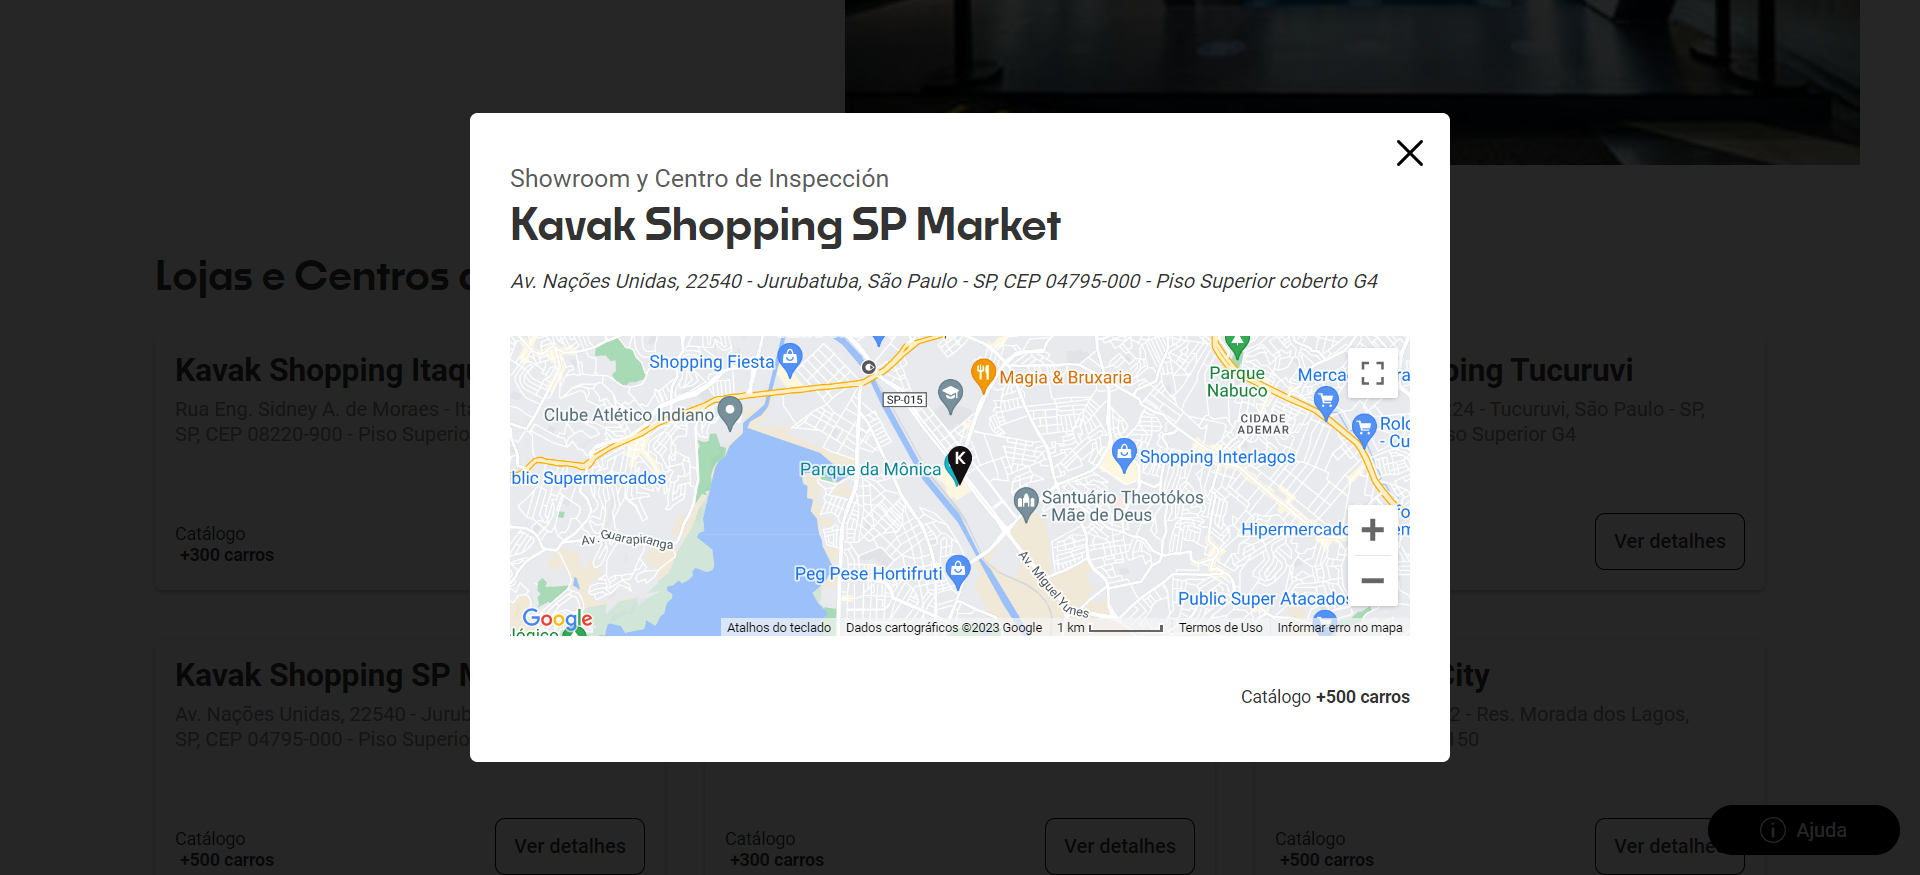 Showroom y Centro de Inspección
Kavak Shopping SP Market
Av. Nações Unidas, 22540 - Jurubatuba, São Paulo - SP, CEP 04795-000 - Piso Superior coberto G4
Shopping Fiesta
Magia & Bruxaria
Parque
Nabuco
SP-015
Clube Atlético Indiano
CIDADE
ADEMAR
K
Parque da Mônica
Shopping Interlagos
blic Supermercados
Santuário Theotókos
- Mãe de Deus
Av. Guarapiranga
Hipermercado
Peg Pese Hortifruti
Av. Miguel Yunes
Public Super Atacados
Google
Atalhos do teclado
Dados cartográficos ©2023 Google
1 km
Termos de Uso
Informar erro no mapa
Catálogo +500 carros
Lojas e Centros
Kavak Shopping Itaq
Rua Eng. Sidney A. de Moraes - It
SP, CEP 08220-900 - Piso Superio
Catálogo
+300 carros
ping Tucuruvi
24 - Tucuruvi, São Paulo - SP,
so Superior G4
Ver detalhes
Kavak Shopping SP M
Av. Nações Unidas, 22540 - Jurub
SP, CEP 04795-000 - Piso Superio
Catálogo
+500 carros
Ver detalhes
Catálogo
+300 carros
Ver detalhes
City
2 - Res. Morada dos Lagos,
150
Catálogo
+500 carros
Ver detalhe
Ajuda